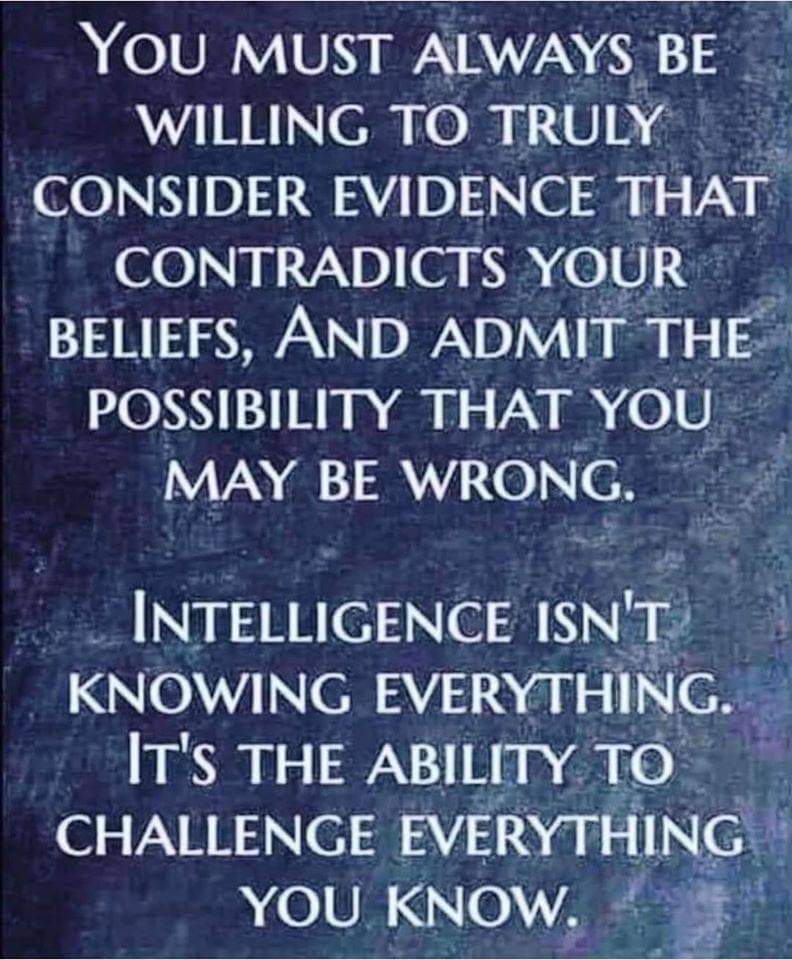 You must always be
willing to truly
consider evidence that
contradicts your
beliefs, And admit the
possibility that you
may be wrong.
Intelligence isn't
knowing everything.
It's the ability to
challenge everything
you know.